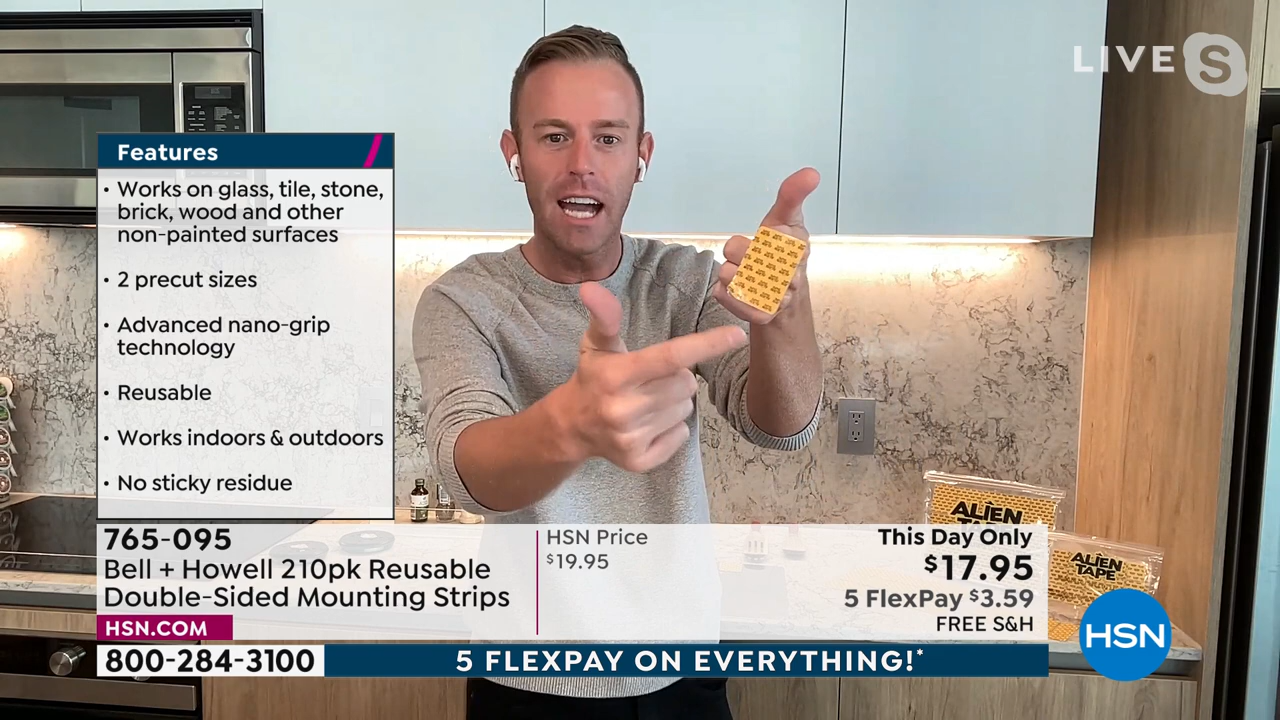 LIVE S
Features
• Works on glass, tile, stone,
brick, wood and other
non-painted surfaces
• 2 precut sizes
• Advanced nano-grip
technology
• Reusable
• Works indoors & outdoors
• No sticky residue
ALIEN
TAPE
ALIEN
TAPE
765-095
Bell + Howell 210pk Reusable
Double-Sided Mounting Strips
HSN.COM
HSN Price
$19.95
This Day Only
$17.95
5 FlexPay $3.59
FREE S&H
HSN
800-284-3100
5 FLEXPAY ON EVERYTHING!*